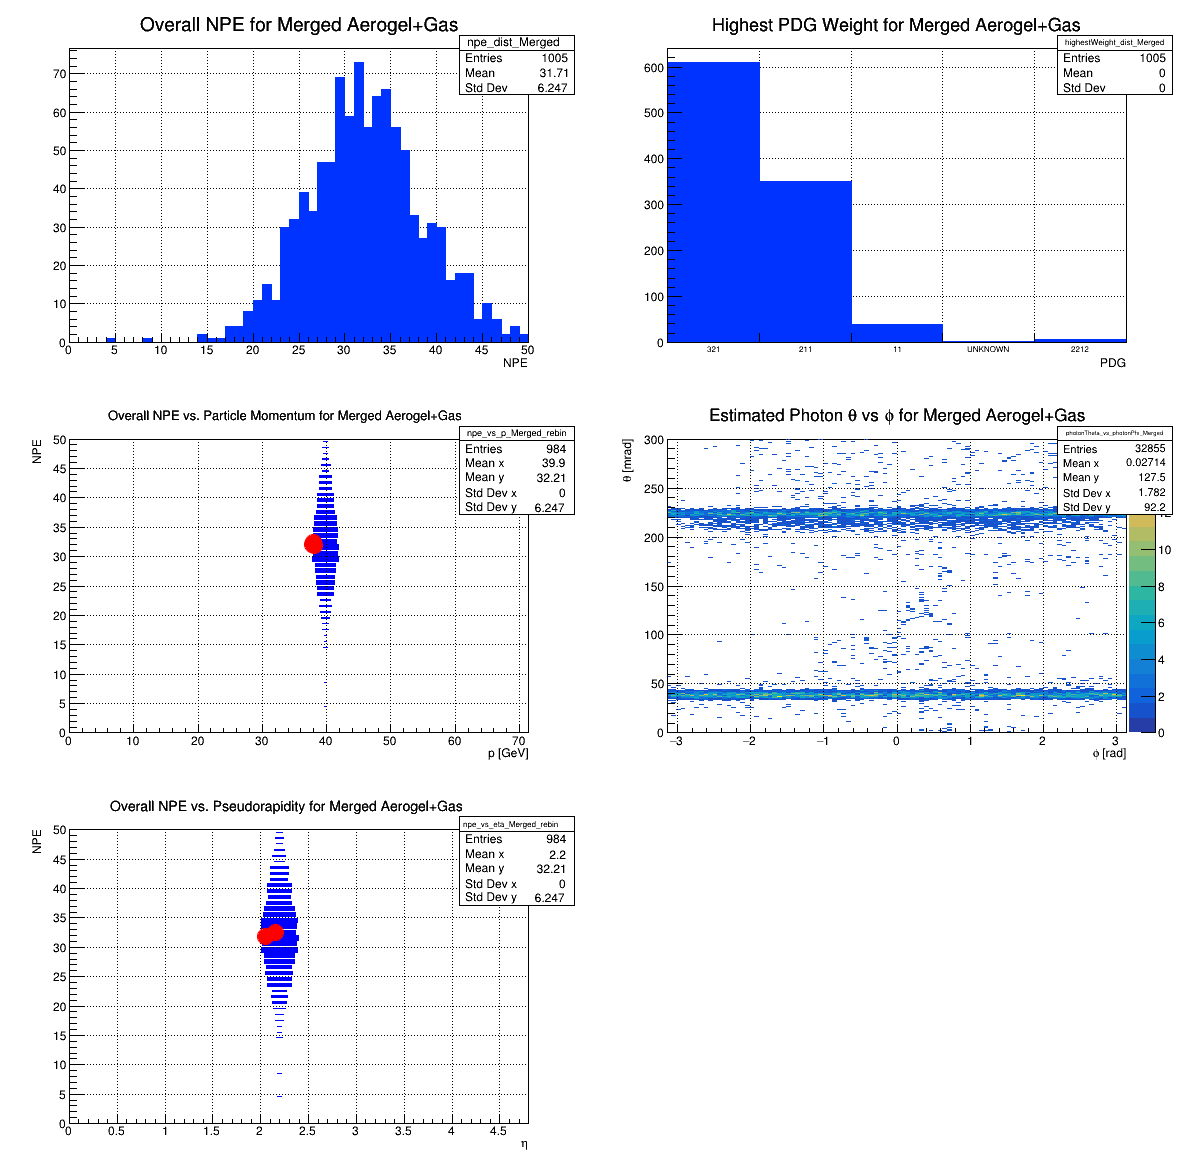 Overall NPE for Merged Aerogel+Gas
npe_dist_Merged
Entries 1005
Mean 31.71
Std Dev 6.247
70
60
50
40
30
20
10
0
0 5 10 15 20 25 30 35 40 45 50
NPE
Highest PDG Weight for Merged Aerogel+Gas
highestWeight_dist_Merged
Entries 1005
Mean 0
Std Dev 0
600
500
400
300
200
100
0
321 211 11 UNKNOWN 2212
PDG
Overall NPE vs. Particle Momentum for Merged Aerogel+Gas
npe_vs_p_Merged_rebin
Entries 984
Mean x 39.9
Mean y 32.21
Std Dev x 0
Std Dev y 6.247
NPE
50
45
40
35
30
25
20
15
10
5
0
0 10 20 30 40 50 60 70
p [GeV]
Estimated Photon θ vs ϕ for Merged Aerogel+Gas
photonTheta_vs_photonPhi_Merged
Entries 32855
Mean x 0.02714
Mean y 127.5
Std Dev x 1.782
Std Dev y 92.2
θ [mrad]
300
250
200
150
100
50
0
−3 −2 −1 0 1 2 3
ϕ [rad]
10
8
6
4
2
0
Overall NPE vs. Pseudorapidity for Merged Aerogel+Gas
npe_vs_eta_Merged_rebin
Entries 984
Mean x 2.2
Mean y 32.21
Std Dev x 0
Std Dev y 6.247
NPE
50
45
40
35
30
25
20
15
10
5
0
0 0.5 1 1.5 2 2.5 3 3.5 4 4.5
η